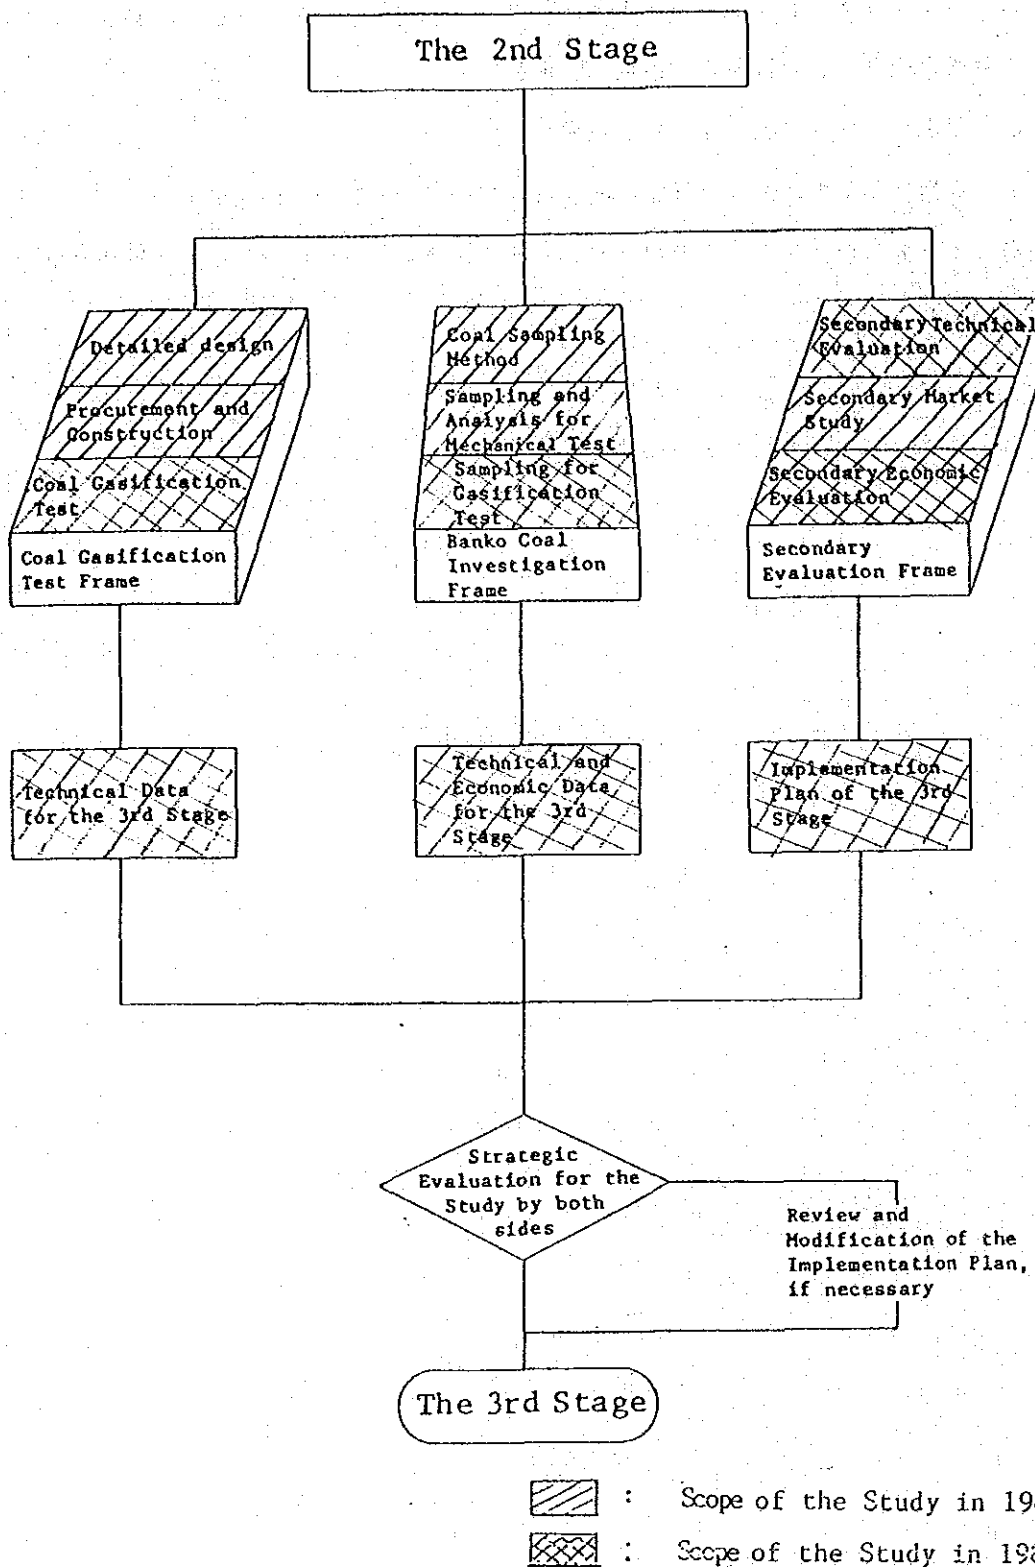 The 2nd Stage
Detailed design
Procurement and
Construction
Coal Gasification
Test
Coal Gasification
Test Frame
Coal Sampling
Method
Sampling and
Analysis for
Mechanical Test
Sampling for
Gasification
Test
Banko Coal
Investigation
Frame
Secondary Technical
Evaluation
Secondary Market
Study
Secondary Economic
Evaluation
Secondary
Evaluation Frame
Technical Data
for the 3rd Stage
Technical and
Economic Data
for the 3rd
Stage
Implementation
Plan of the 3rd
Stage
Strategic
Evaluation for the
Study by both
sides
Review and
Modification of the
Implementation Plan,
if necessary
The 3rd Stage
: Scope of the Study in
: Scope of the Study in